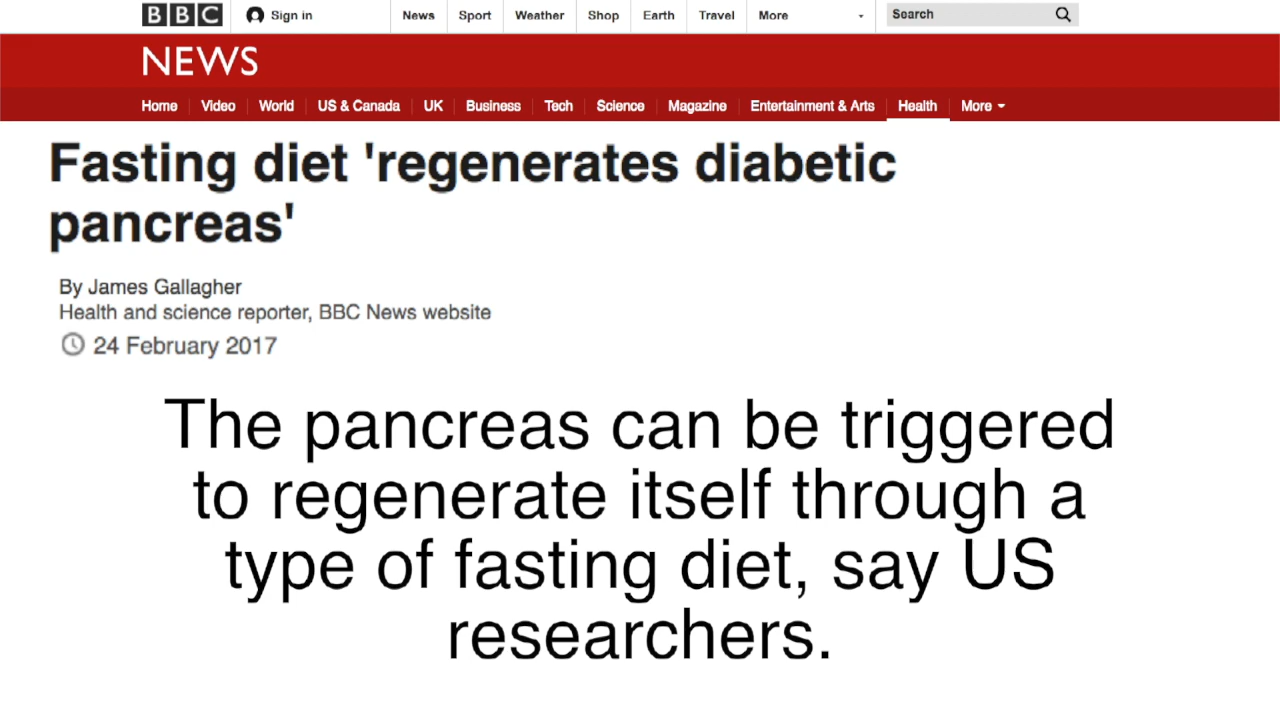 BBC Sign in News Sport Weather Shop Earth Travel More Search
NEWS
Home Video World US & Canada UK Business Tech Science Magazine Entertainment & Arts Health More
Fasting diet 'regenerates diabetic
pancreas'
By James Gallagher
Health and science reporter, BBC News website
24 February 2017
The pancreas can be triggered
to regenerate itself through a
type of fasting diet, say US
researchers.